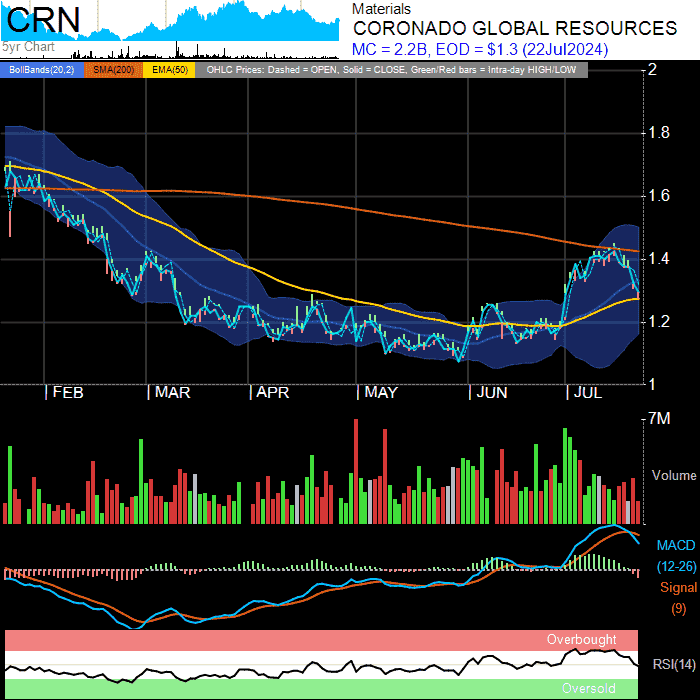 CRN
5yr Chart
Materials
CORONADO GLOBAL RESOURCES
MC = 2.2B, EOD = $1.3 (22Jul2024)
BollBands(20,2) SMA(200) EMA(50) OHLC Prices: Dashed = OPEN, Solid = CLOSE, Green/Red bars = Intra-day HIGH/LOW
2
1.8
1.6
1.4
1.2
1
FEB MAR APR MAY JUN JUL
7M
Volume
MACD
(12-26)
Signal
(9)
Overbought
RSI(14)
Oversold